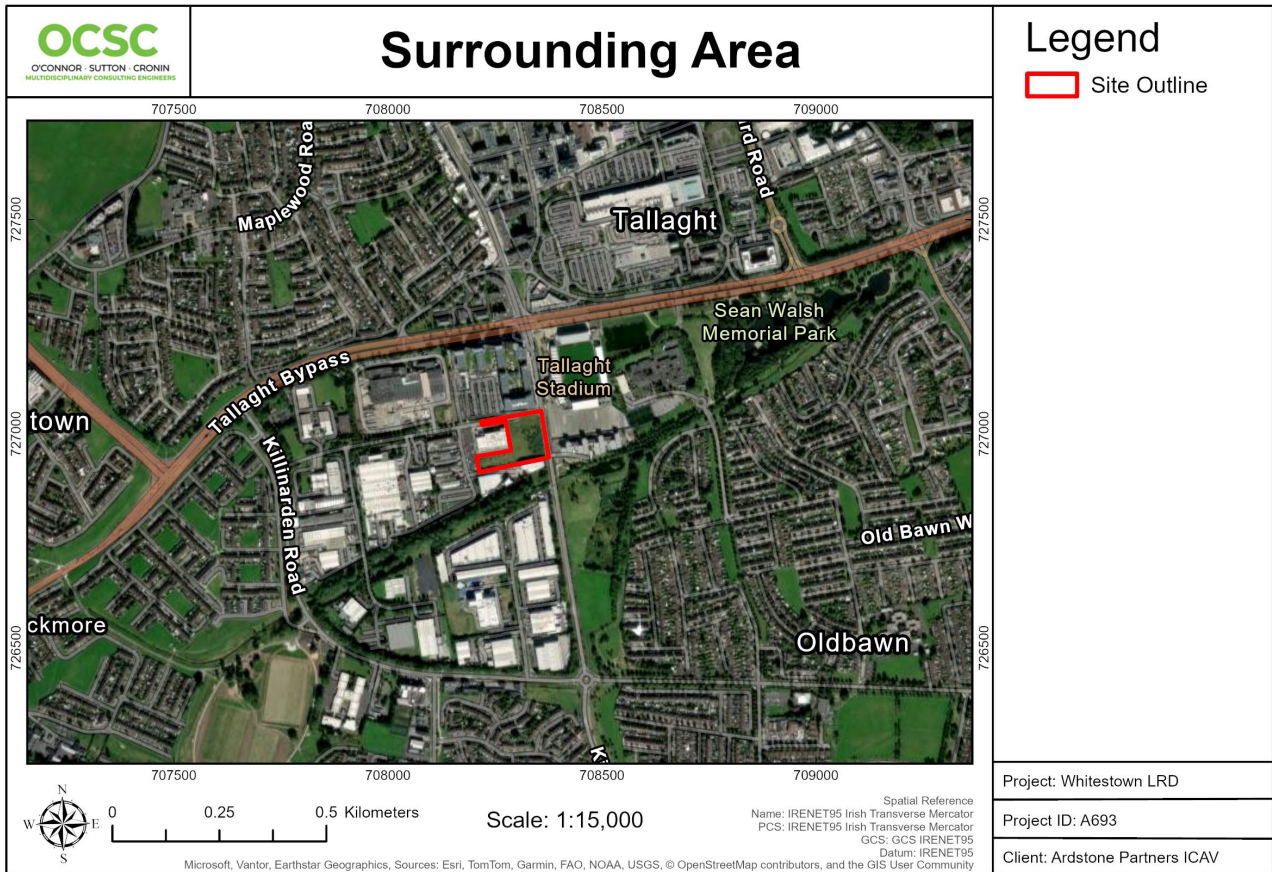 OCSC
O'CONNOR · SUTTON · CRONIN
MULTIDISCIPLINARY CONSULTING ENGINEERS
Surrounding Area
Legend
Site Outline
707500
708000
708500
709000
727500
727000
726500
727500
727000
726500
Maplewood Roa
rd Road
Tallaght
Sean Walsh
Memorial Park
Tallaght Bypass
Tallaght
Stadium
town
Killinarden Road
Old Bawn W
ckmore
Oldbawn
Ki
707500
708000
708500
709000
N
W
E
S
0
0.25
0.5 Kilometers
Scale: 1:15,000
Spatial Reference
Name: IRENET95 Irish Transverse Mercator
PCS: IRENET95 Irish Transverse Mercator
GCS: GCS IRENET95
Datum: IRENET95
Microsoft, Vantor, Earthstar Geographics, Sources: Esri, TomTom, Garmin, FAO, NOAA, USGS, © OpenStreetMap contributors, and the GIS User Community
Project: Whitestown LRD
Project ID: A693
Client: Ardstone Partners ICAV